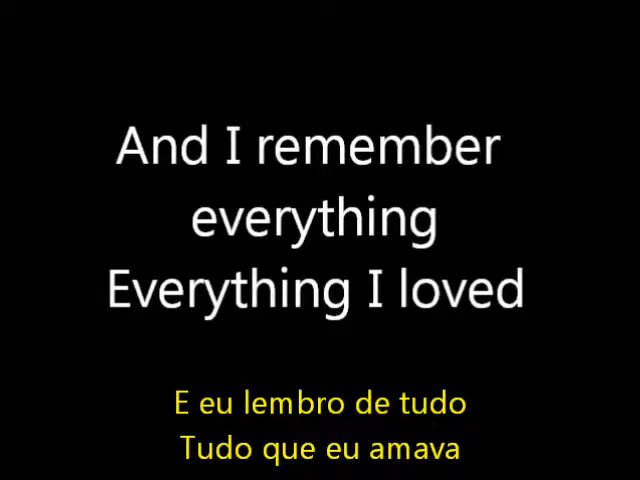 And I remember
everything
Everything I loved
E eu lembro de tudo
Tudo que eu amava